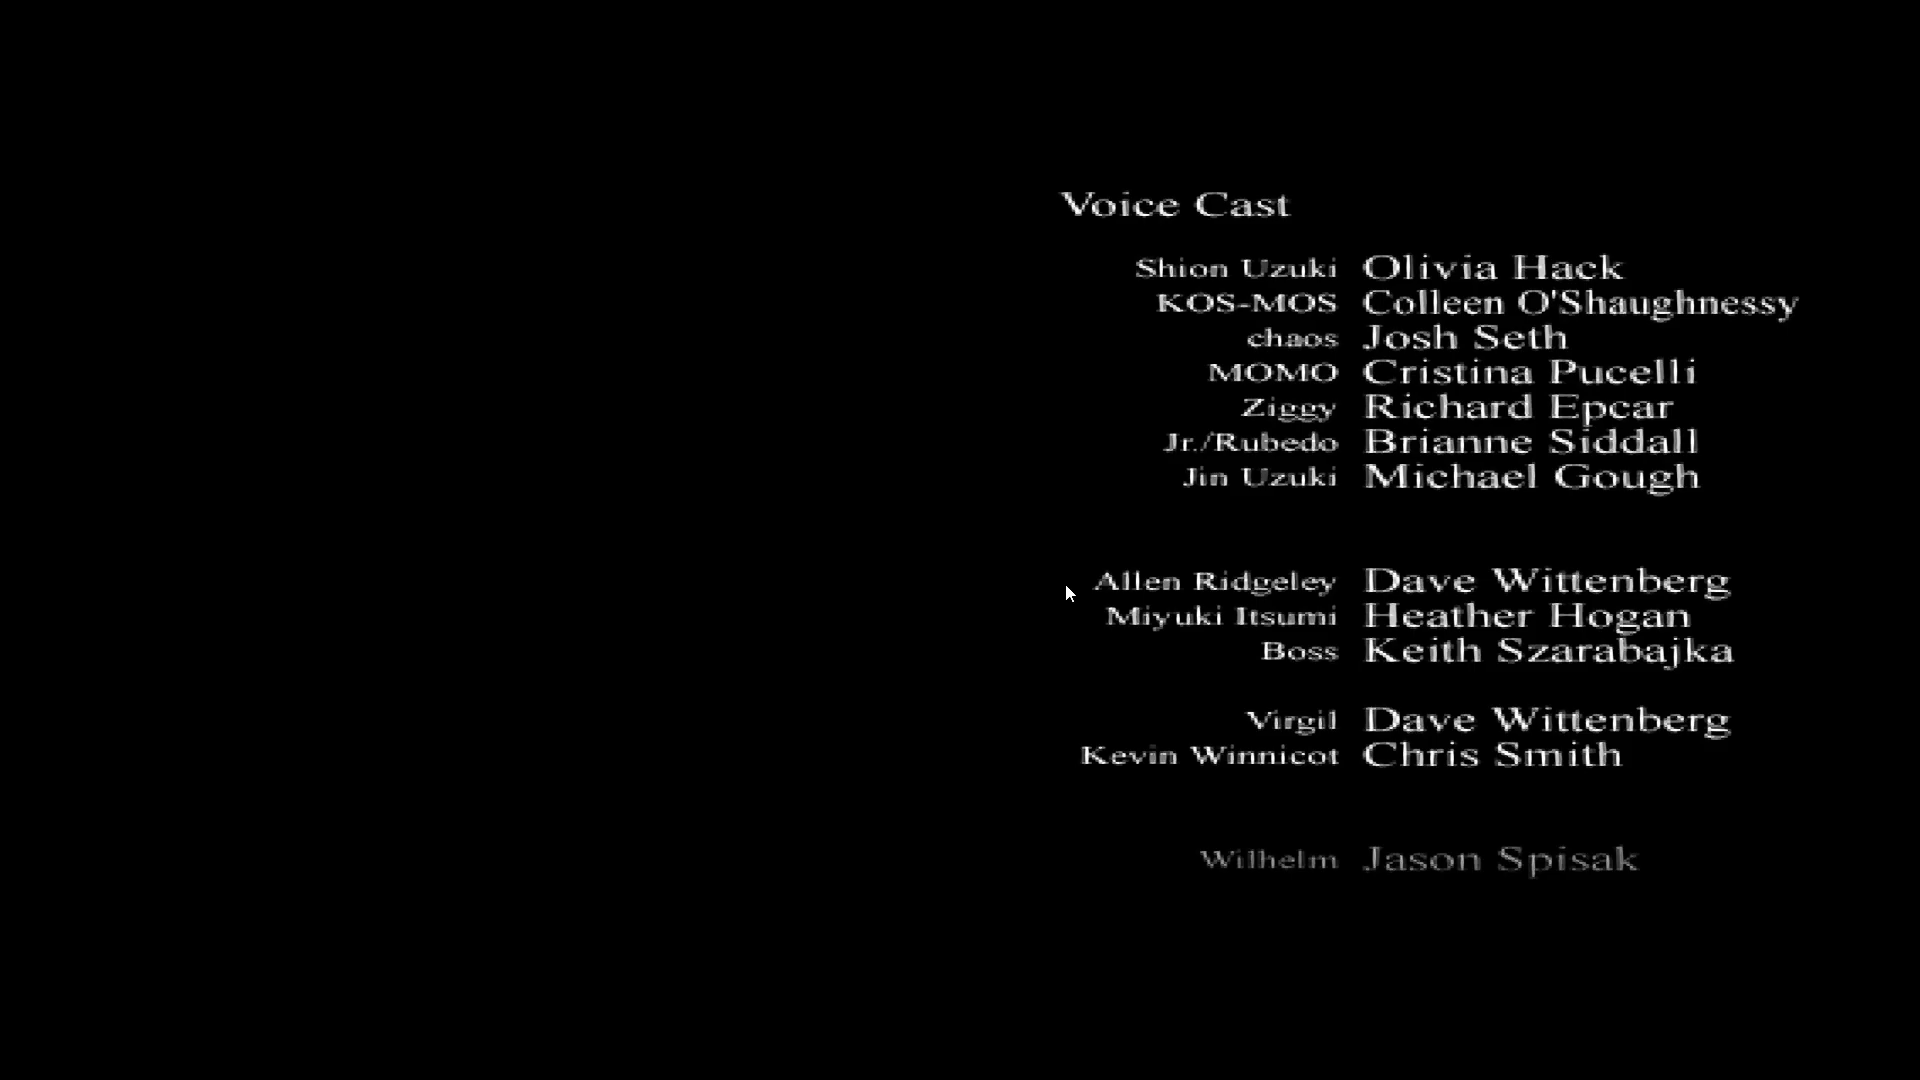 Voice Cast
Shion Uzuki Olivia Hack
KOS-MOS Colleen O'Shaughnessy
chaos Josh Seth
MOMO Cristina Pucelli
Ziggy Richard Epcar
Jr./Rubedo Brianne Siddall
Jin Uzuki Michael Gough
Allen Ridgeley Dave Wittenberg
Miyuki Itsumi Heather Hogan
Boss Keith Szarabajka
Virgil Dave Wittenberg
Kevin Winnicot Chris Smith
Wilhelm Jason Spisak